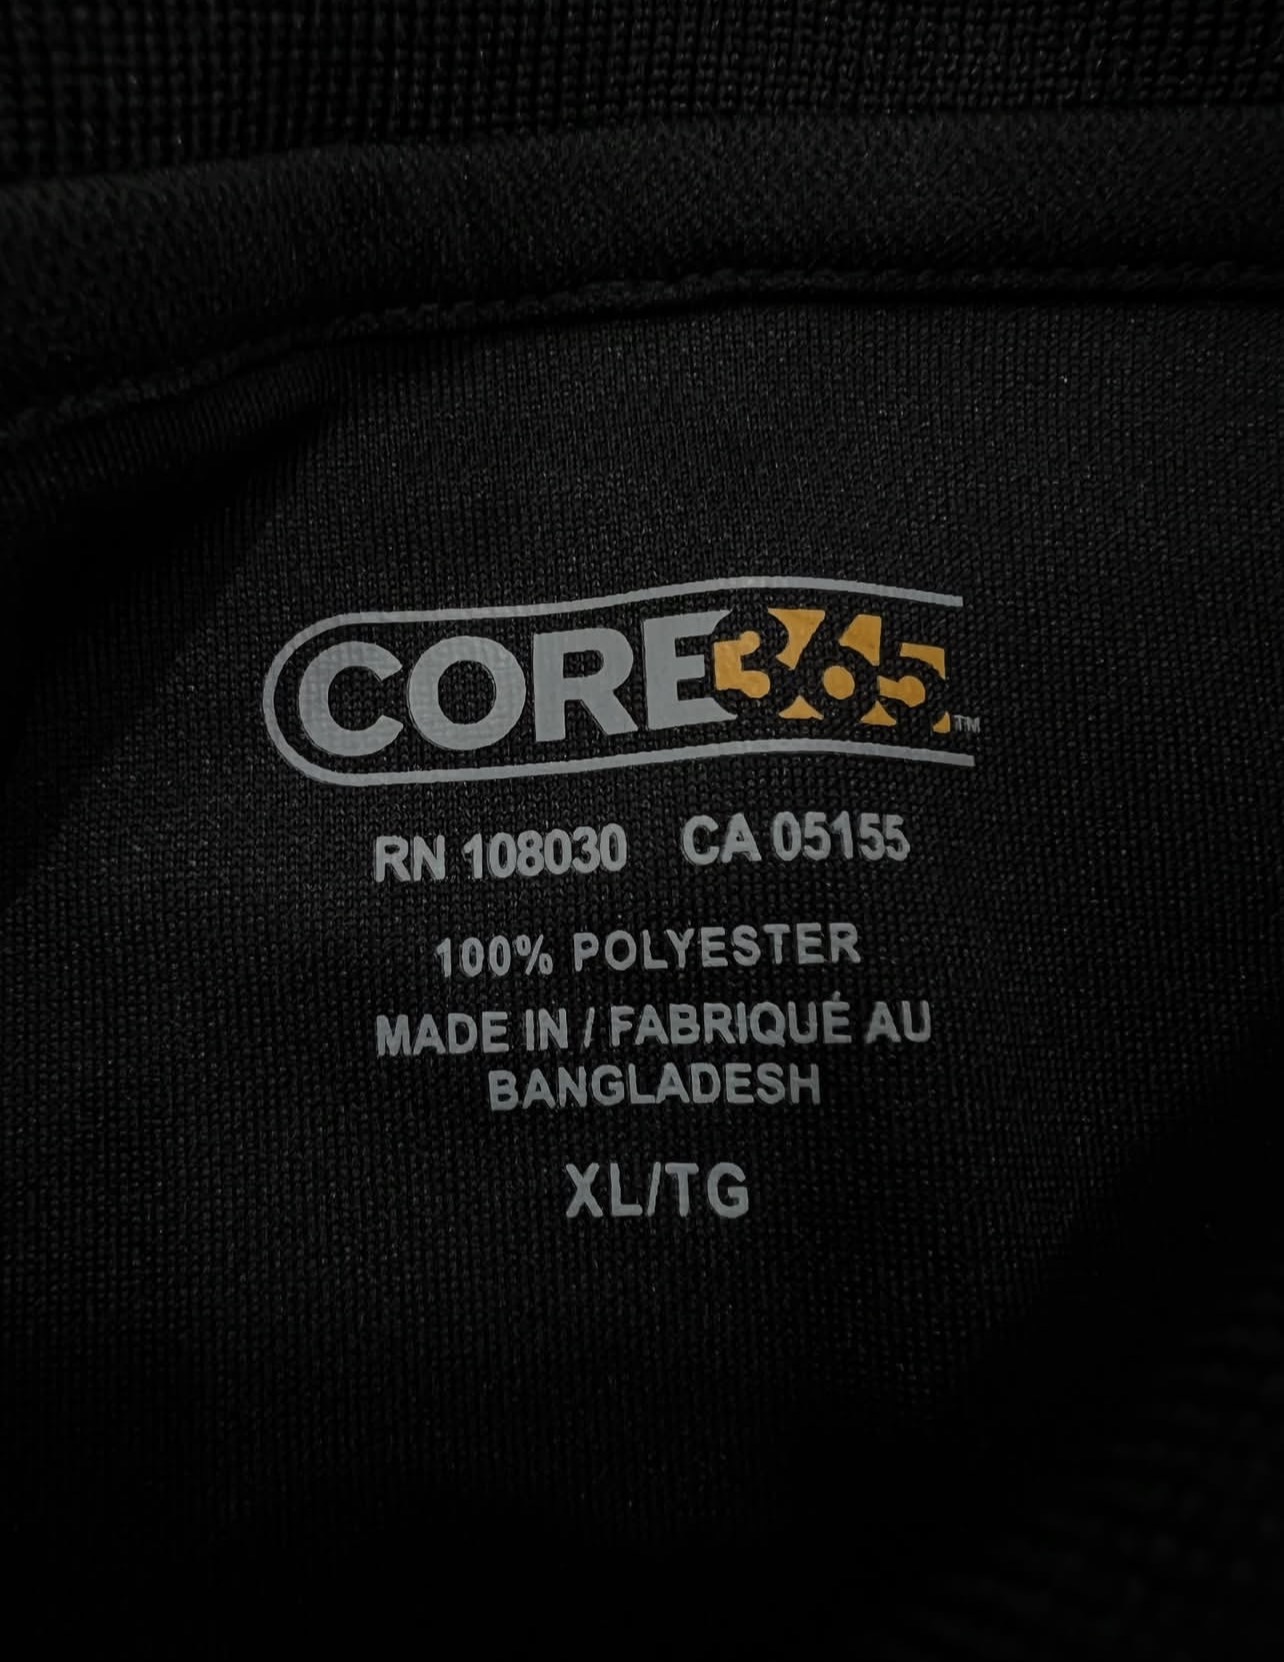 CORE365™
RN 108030 CA 05155
100% POLYESTER
MADE IN / FABRIQUÉ AU
BANGLADESH
XL/TG